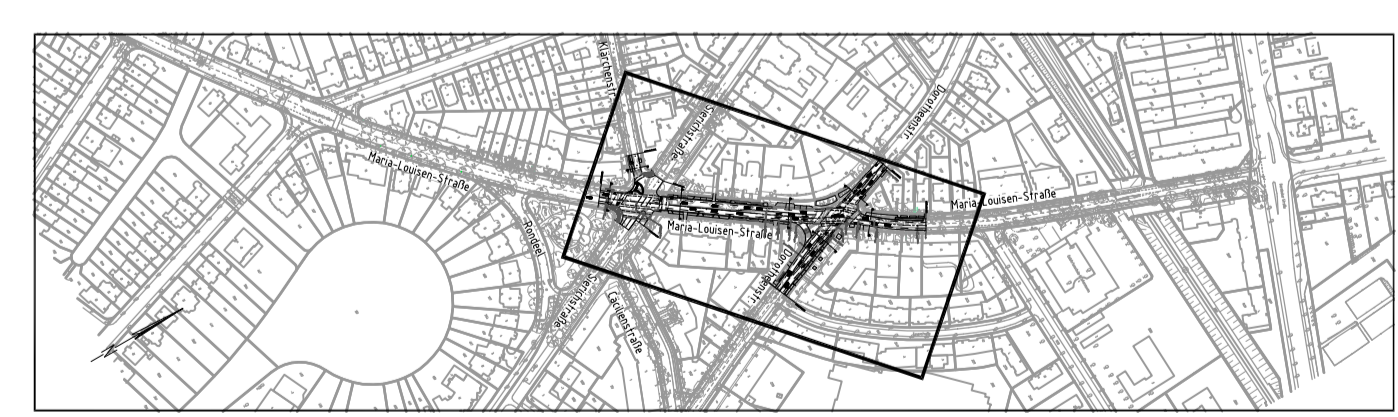 Klärchenstr.
Sierichstraße
Dorotheenstr.
Maria-Louisen-Straße
Maria-Louisen-Straße
Maria-Louisen-Straße
Rondeel
Dorotheenstr.
Sierichstraße
Cäcilienstraße